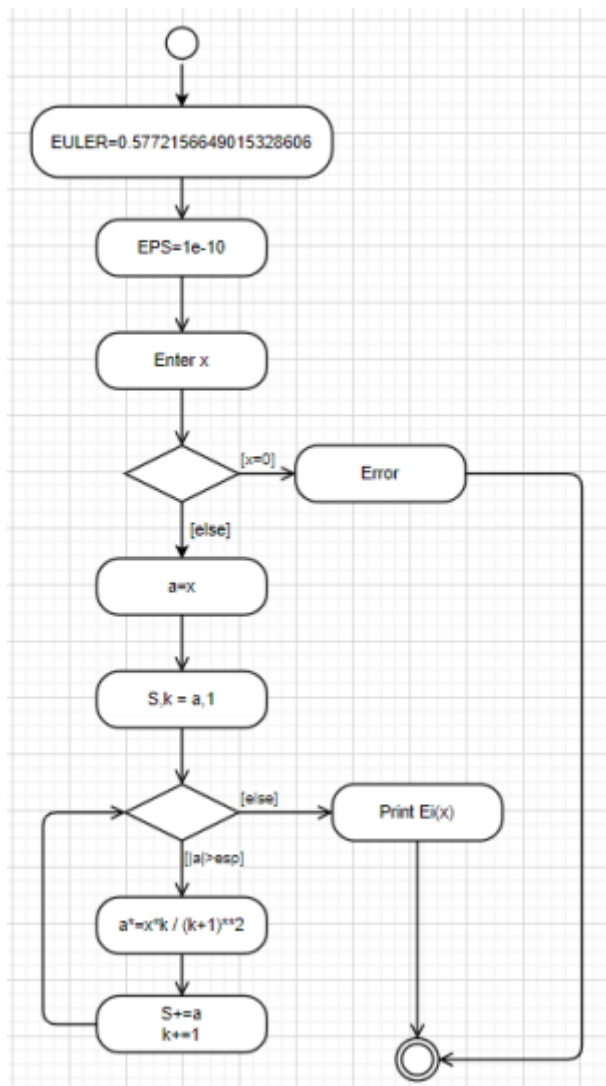 EULER=0.5772156649015328606
EPS=1e-10
Enter x
[x=0]
Error
[else]
a=x
S,k = a,1
[else]
Print Ei(x)
[|a|>esp]
a*=x*k / (k+1)**2
S+=a
k+=1